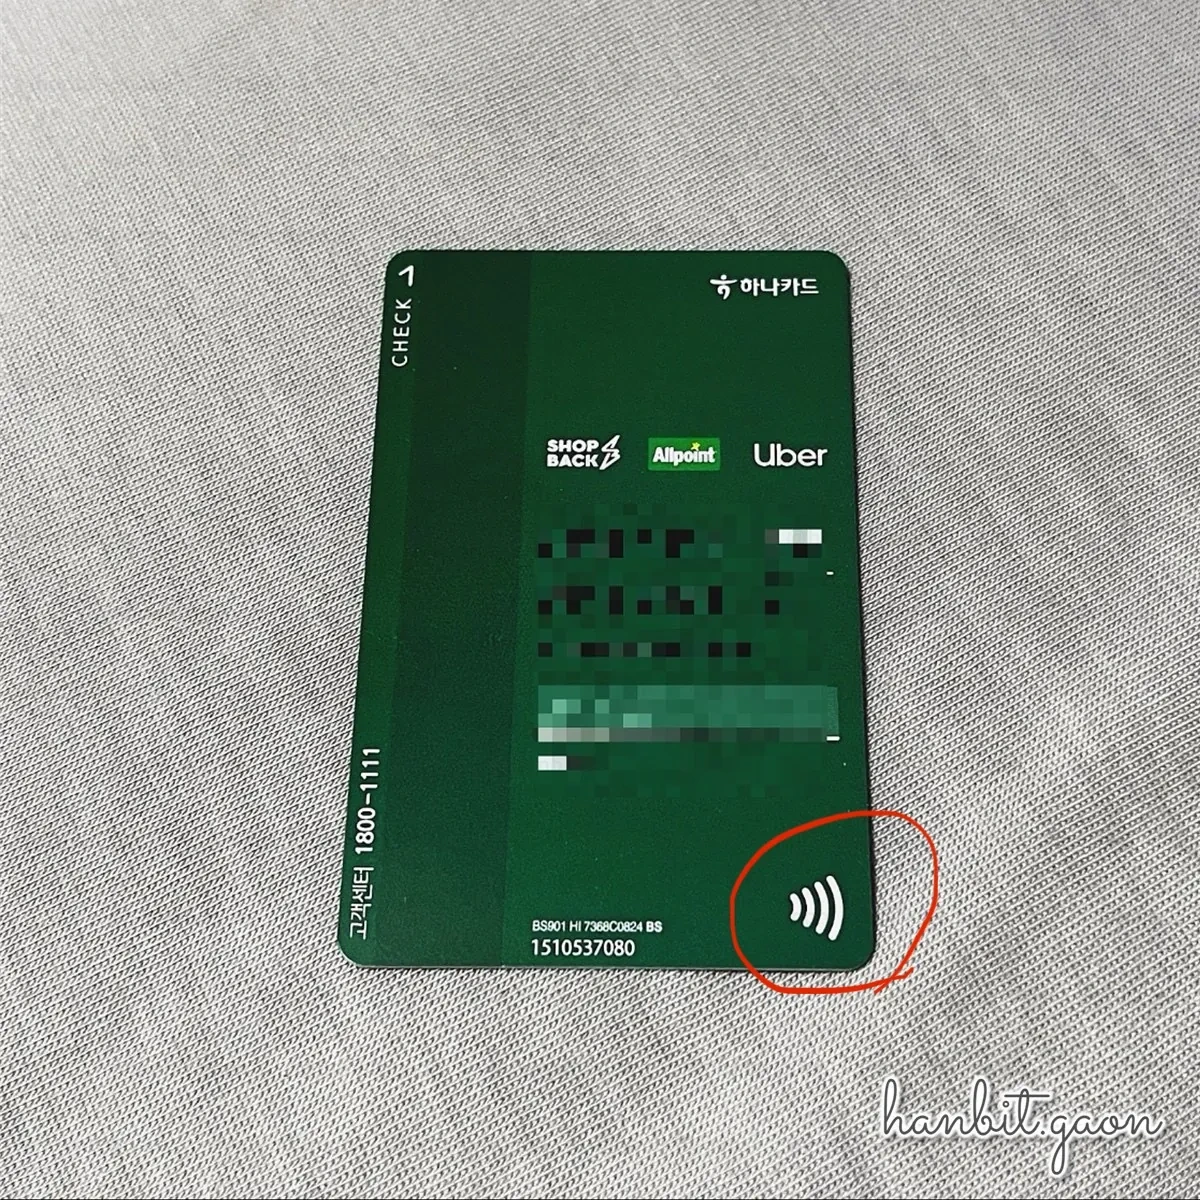 CHECK 1
하나카드
SHOP BACK
Allpoint
Uber
고객센터 1800-1111
BS901 HI 7368C0824 BS
1510537080
hanbit.gaon